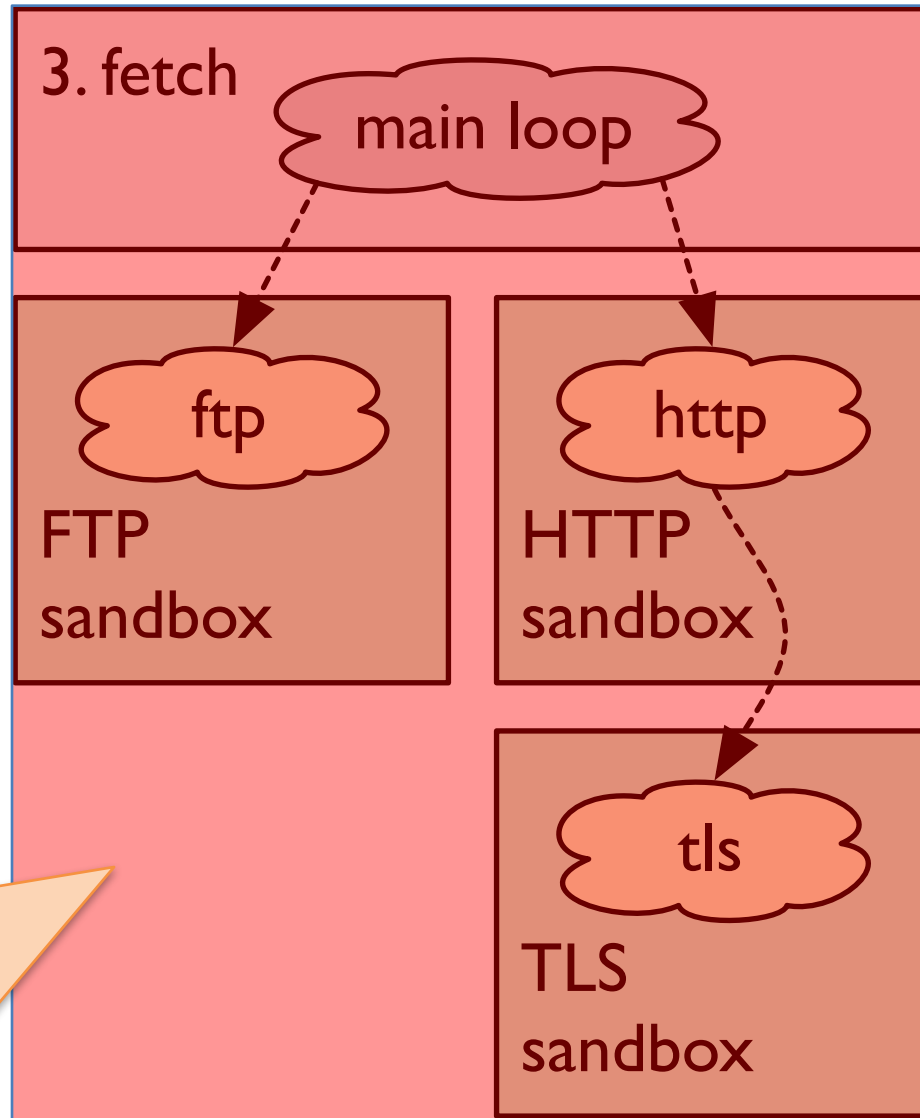 3. fetch
main loop
ftp
http
FTP
sandbox
HTTP
sandbox
tls
TLS
sandbox